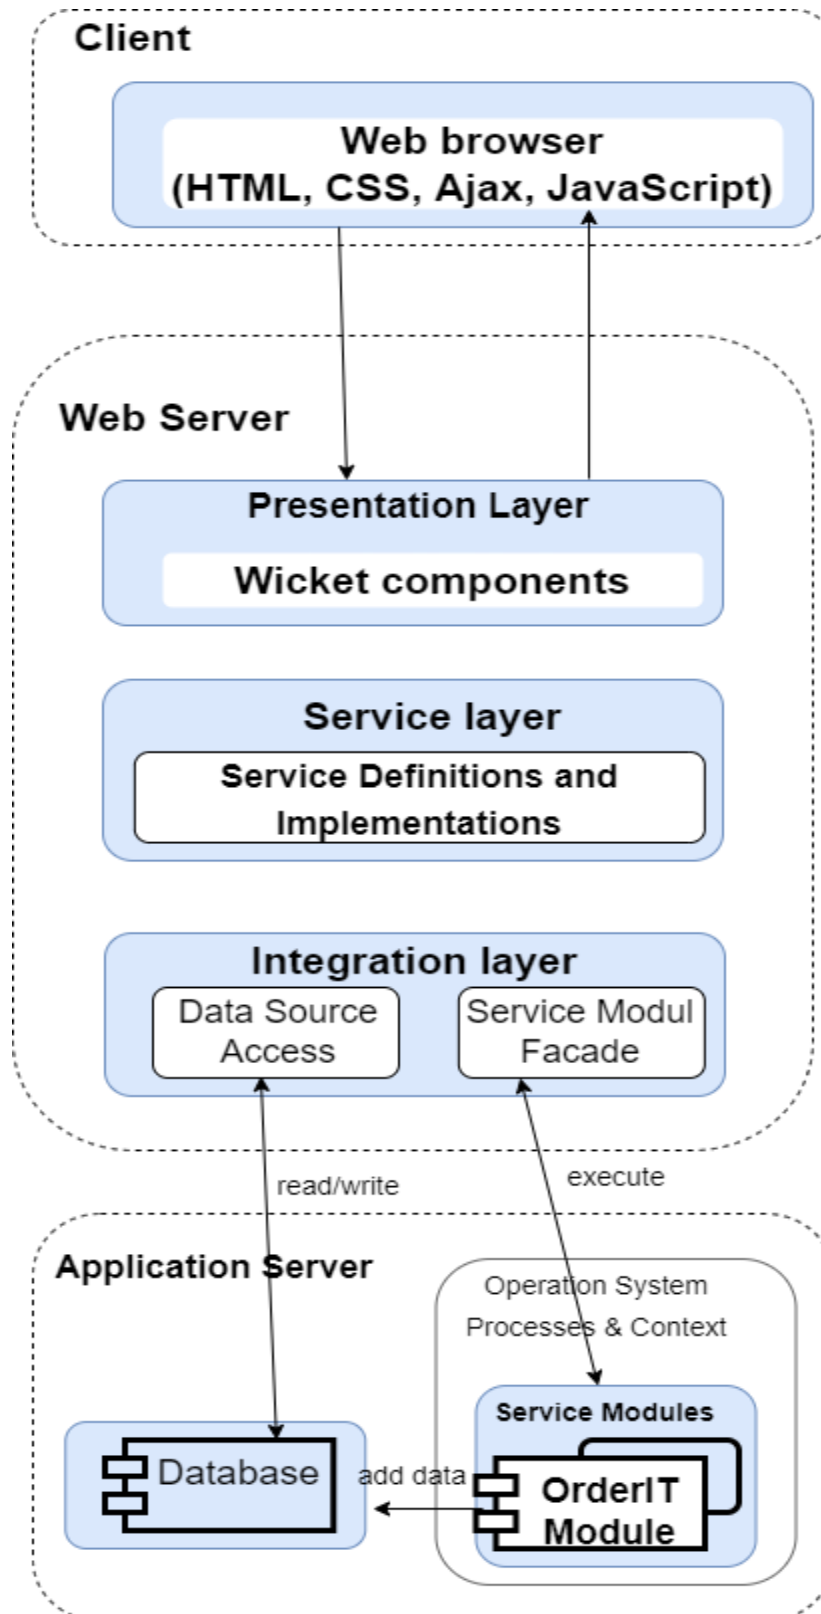 Client
Web browser
(HTML, CSS, Ajax, JavaScript)
Web Server
Presentation Layer
Wicket components
Service layer
Service Definitions and
Implementations
Integration layer
Data Source
Access
Service Modul
Facade
read/write
execute
Application Server
Operation System
Processes & Context
Service Modules
Database
add data
OrderIT
Module